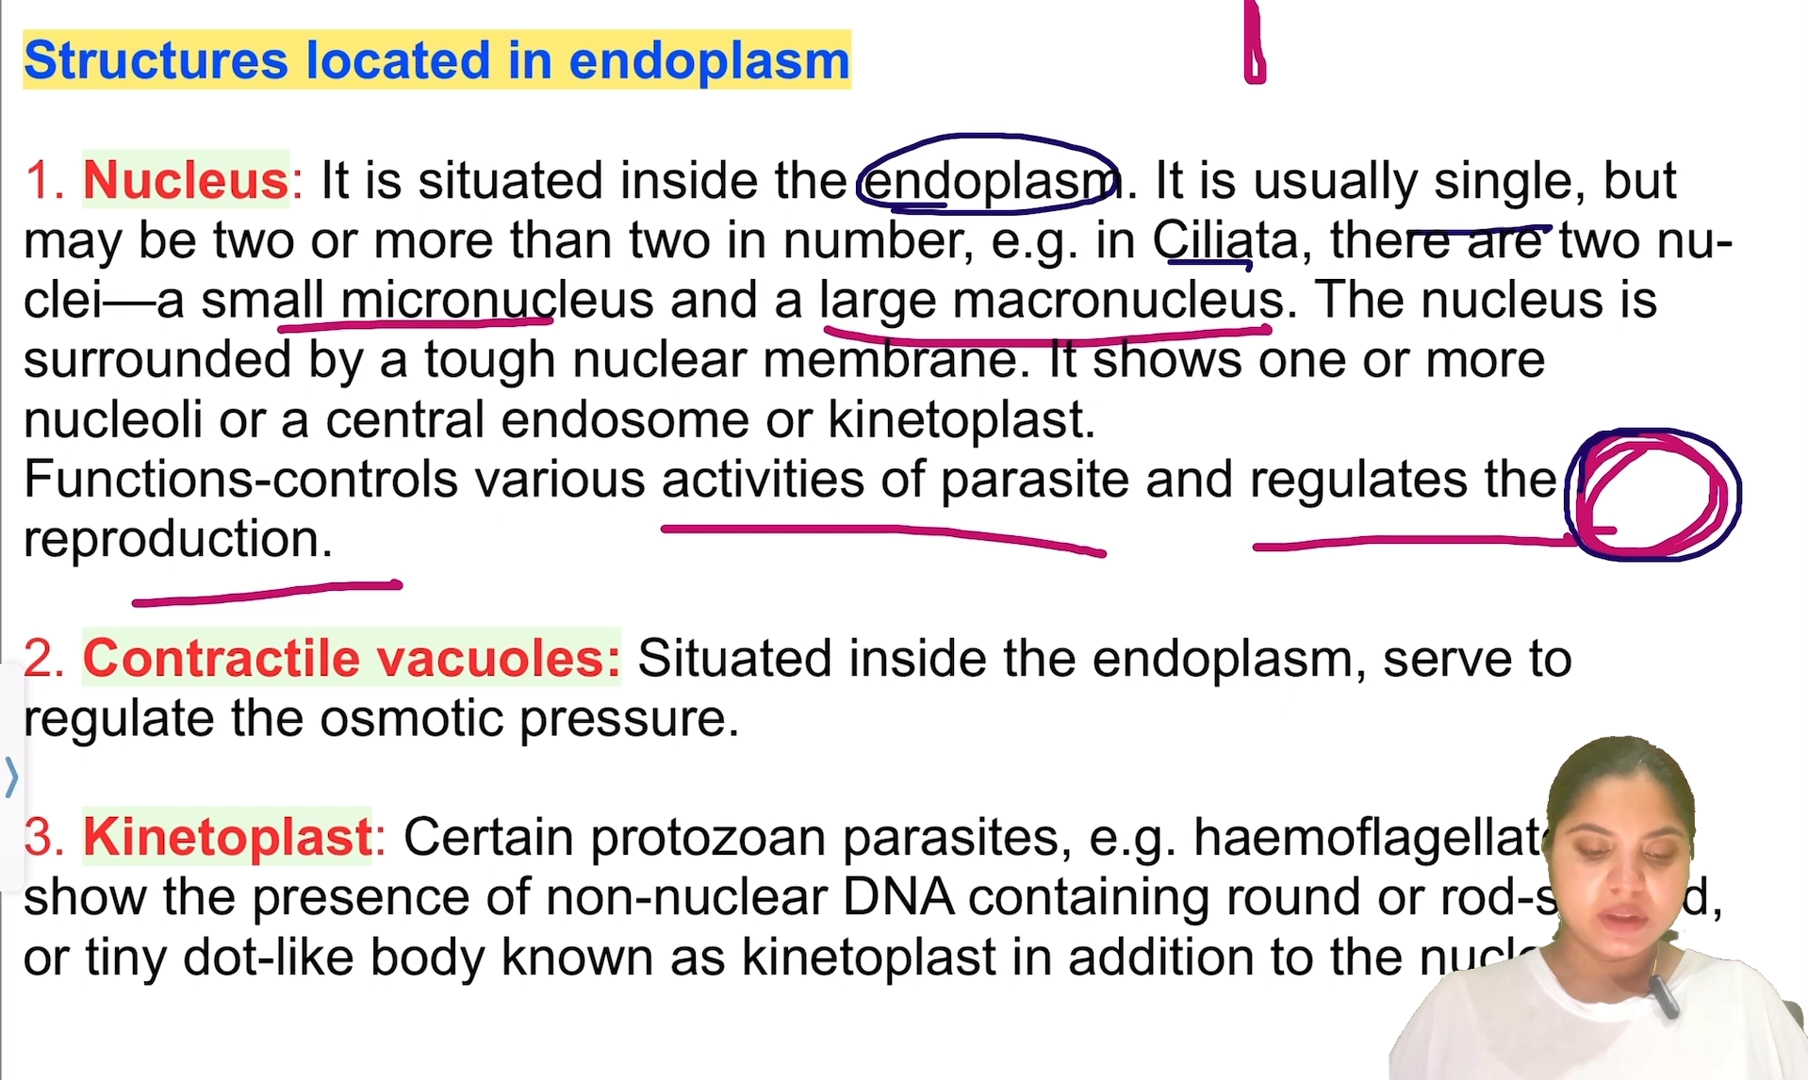 Structures located in endoplasm
1. Nucleus: It is situated inside the endoplasm. It is usually single, but
may be two or more than two in number, e.g. in Ciliata, there are two nu-
clei—a small micronucleus and a large macronucleus. The nucleus is
surrounded by a tough nuclear membrane. It shows one or more
nucleoli or a central endosome or kinetoplast.
Functions-controls various activities of parasite and regulates the
reproduction.
2. Contractile vacuoles: Situated inside the endoplasm, serve to
regulate the osmotic pressure.
3. Kinetoplast: Certain protozoan parasites, e.g.
show the presence of non-nuclear DNA containing round or
or tiny dot-like body known as kinetoplast in addition to the